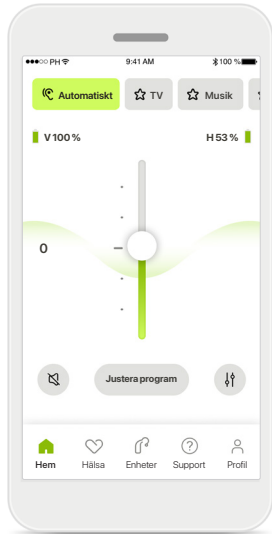 PH 9:41 AM 100 %
Automatiskt TV Musik
V 100 % H 53 %
0
Justera program
Hem Hälsa Enheter Support Profil